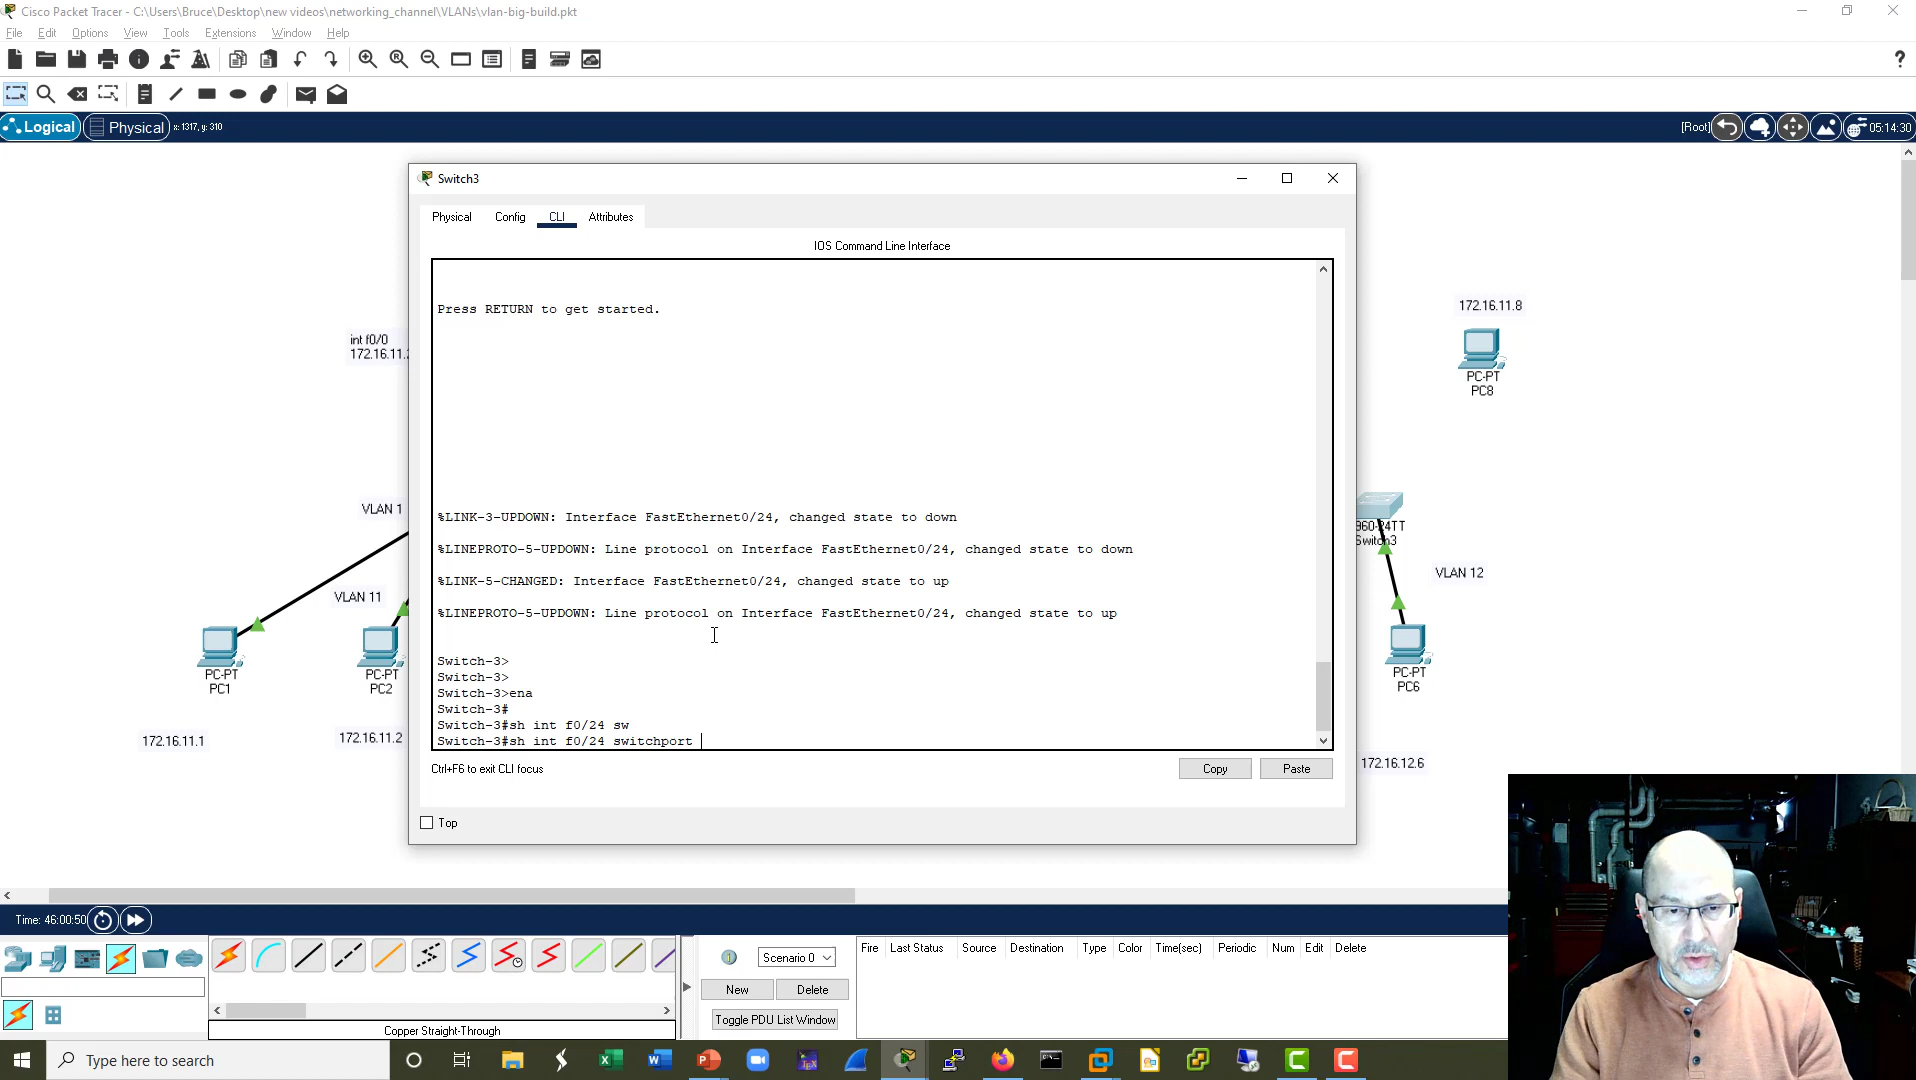 Cisco Packet Tracer - C:\Users\Bruce\Desktop\new videos\networking_channel\VLANs\vlan-big-build.pkt
File Edit Options View Tools Extensions Window Help
Logical Physical x: 1317, y: 310 [Root] 05:14:30
Switch3
Physical Config CLI Attributes
IOS Command Line Interface
Press RETURN to get started.
%LINK-3-UPDOWN: Interface FastEthernet0/24, changed state to down
%LINEPROTO-5-UPDOWN: Line protocol on Interface FastEthernet0/24, changed state to down
%LINK-5-CHANGED: Interface FastEthernet0/24, changed state to up
%LINEPROTO-5-UPDOWN: Line protocol on Interface FastEthernet0/24, changed state to up
Switch-3>
Switch-3>
Switch-3>ena
Switch-3#
Switch-3#sh int f0/24 sw
Switch-3#sh int f0/24 switchport
Ctrl+F6 to exit CLI focus
Copy Paste
Top
int f0/0
172.16.11.
VLAN 1
VLAN 11
PC-PT
PC1
PC-PT
PC2
172.16.11.1
172.16.11.2
172.16.11.8
PC-PT
PC8
960-24TT
Switch3
VLAN 12
PC-PT
PC6
172.16.12.6
Time: 46:00:50
Scenario 0
New Delete
Toggle PDU List Window
Fire Last Status Source Destination Type Color Time(sec) Periodic Num Edit Delete
Copper Straight-Through
Type here to search